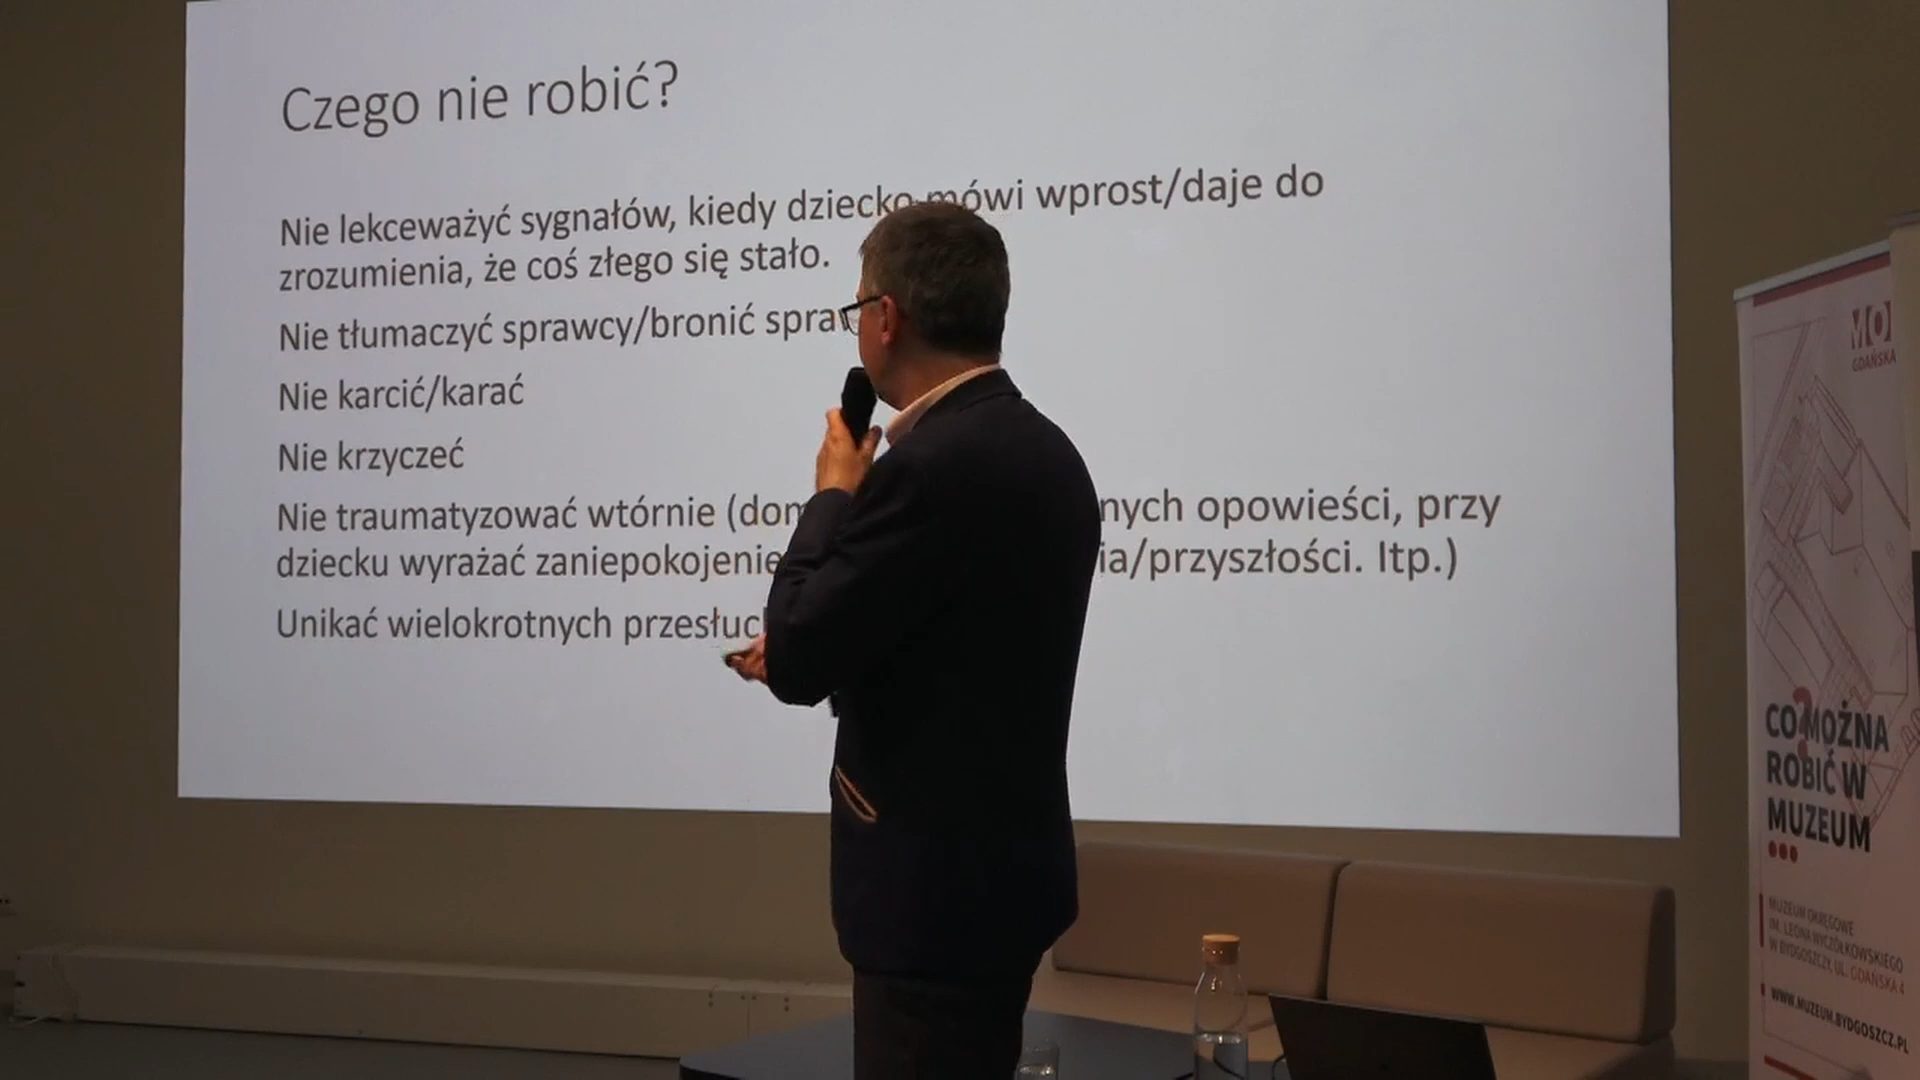 Czego nie robić?
Nie lekceważyć sygnałów, kiedy dziecko mówi wprost/daje do
zrozumienia, że coś złego się stało.
Nie tłumaczyć sprawcy/bronić spraw
Nie karcić/karać
Nie krzyczeć
Nie traumatyzować wtórnie (dom nych opowieści, przy
dziecku wyrażać zaniepokojenie ia/przyszłości. Itp.)
Unikać wielokrotnych przesłuch
MO
GDAŃSKA
CO MOŻNA
ROBIĆ W
MUZEUM
?
MUZEUM OKRĘGOWE
IM. LEONA WYCZÓŁKOWSKIEGO
W BYDGOSZCZY, UL. GDAŃSKA 4
WWW.MUZEUM.BYDGOSZCZ.PL